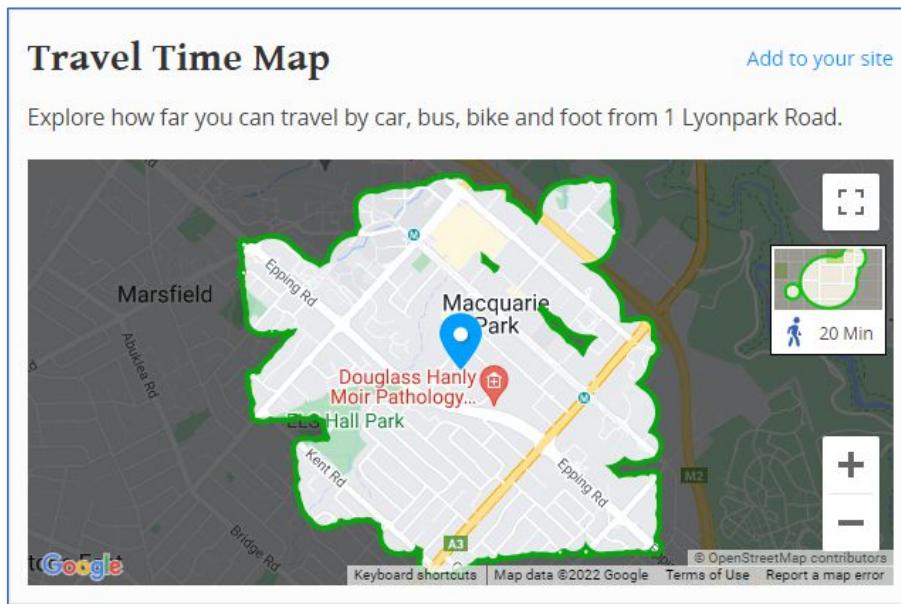 Travel Time Map
Add to your site
Explore how far you can travel by car, bus, bike and foot from 1 Lyonpark Road.
M
Epping Rd
Marsfield
Macquarie
Park
20 Min
Abuklea Rd
Douglass Hanly
Moir Pathology...
M
ELS Hall Park
Kent Rd
Epping Rd
M2
Bridge Rd
A3
Google
© OpenStreetMap contributors
Keyboard shortcuts
Map data ©2022 Google
Terms of Use
Report a map error